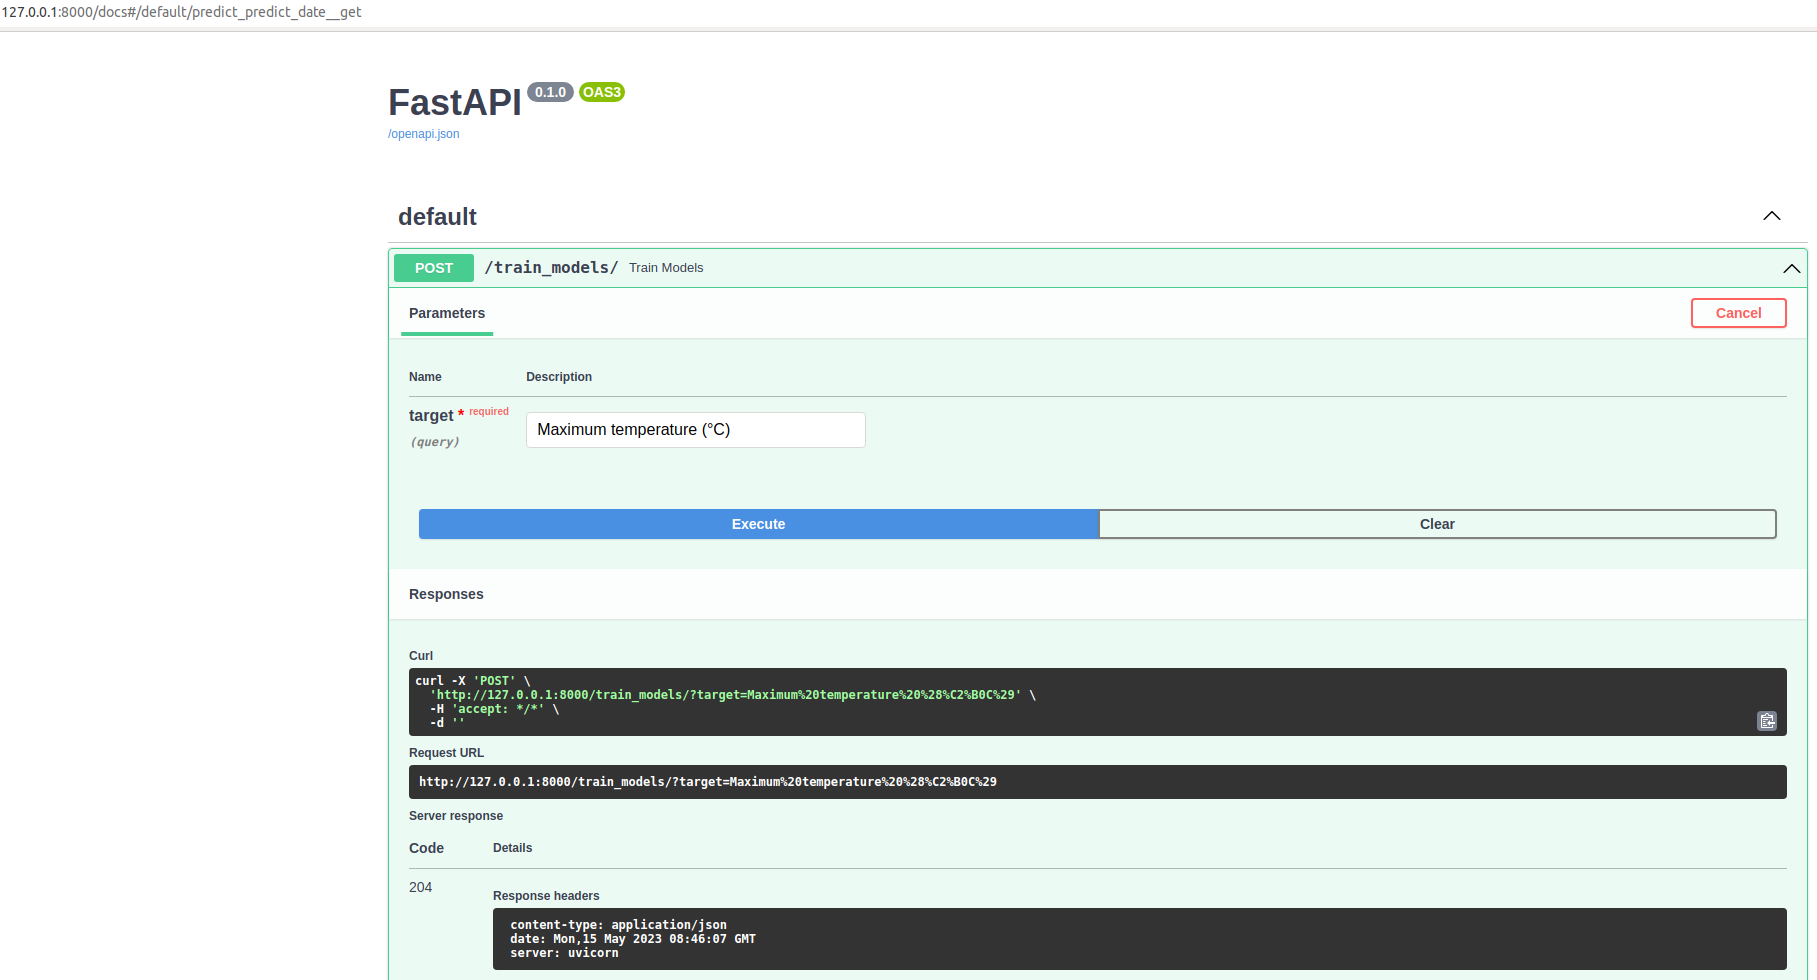 127.0.0.1:8000/docs#/default/predict_predict_date__get
FastAPI 0.1.0 OAS3
/openapi.json
default
POST /train_models/ Train Models
Parameters
Cancel
Name Description
target * required
(query)
Maximum temperature (°C)
Execute
Clear
Responses
Curl
curl -X 'POST' \
'http://127.0.0.1:8000/train_models/?target=Maximum%20temperature%20%28%C2%B0C%29' \
-H 'accept: */*' \
-d ''
Request URL
http://127.0.0.1:8000/train_models/?target=Maximum%20temperature%20%28%C2%B0C%29
Server response
Code Details
204
Response headers
content-type: application/json
date: Mon,15 May 2023 08:46:07 GMT
server: uvicorn